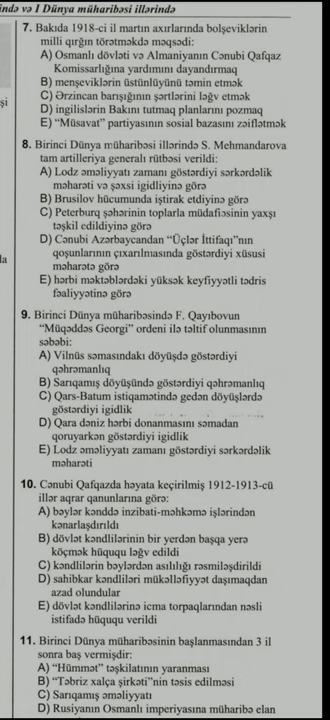 ində və I Dünya müharibəsi illərində
7. Bakıda 1918-ci il martın axırlarında bolşeviklərin
milli qırğın törətməkdə məqsədi:
A) Osmanlı dövləti və Almaniyanın Cənubi Qafqaz
Komissarlığına yardımını dayandırmaq
B) menşeviklərin üstünlüyünü təmin etmək
C) Ərzincan barışığının şərtlərini ləğv etmək
şi
D) ingilislərin Bakını tutmaq planlarını pozmaq
E) “Müsavat” partiyasının sosial bazasını zəiflətmək
8. Birinci Dünya müharibəsi illərində S. Mehmandarova
tam artilleriya generalı rütbəsi verildi:
A) Lodz əməliyyatı zamanı göstərdiyi sərkərdəlik
məharəti və şəxsi igidliyinə görə
B) Brusilov hücumunda iştirak etdiyinə görə
C) Peterburq şəhərinin toplarla müdafiəsinin yaxşı
təşkil edildiyinə görə
D) Cənubi Azərbaycandan “Üçlər İttifaqı”nın
la
qoşunlarının çıxarılmasında göstərdiyi xüsusi
məharətə görə
E) hərbi məktəblərdəki yüksək keyfiyyətli tədris
fəaliyyətinə görə
9. Birinci Dünya müharibəsində F. Qayıbovun
“Müqəddəs Georgi” ordeni ilə təltif olunmasının
səbəbi:
A) Vilnüs səmasındakı döyüşdə göstərdiyi
qəhrəmanlıq
B) Sarıqamış döyüşündə göstərdiyi qəhrəmanlıq
C) Qars-Batum istiqamətində gedən döyüşlərdə
göstərdiyi igidlik
D) Qara dəniz hərbi donanmasını səmadan
qoruyarkən göstərdiyi igidlik
E) Lodz əməliyyatı zamanı göstərdiyi sərkərdəlik
məharəti
10. Cənubi Qafqazda həyata keçirilmiş 1912-1913-cü
illər aqrar qanunlarına görə:
A) bəylər kənddə inzibati-məhkəmə işlərindən
kənarlaşdırıldı
B) dövlət kəndlilərinin bir yerdən başqa yerə
köçmək hüququ ləğv edildi
C) kəndlilərin bəylərdən asılılığı rəsmiləşdirildi
D) sahibkar kəndliləri mükəlləfiyyət daşımaqdan
azad olundular
E) dövlət kəndlilərinə icma torpaqlarından nəsli
istifadə hüququ verildi
11. Birinci Dünya müharibəsinin başlanmasından 3 il
sonra baş vermişdir:
A) “Hümmət” təşkilatının yaranması
B) “Təbriz xalça şirkəti”nin təsis edilməsi
C) Sarıqamış əməliyyatı
D) Rusiyanın Osmanlı imperiyasına müharibə elan